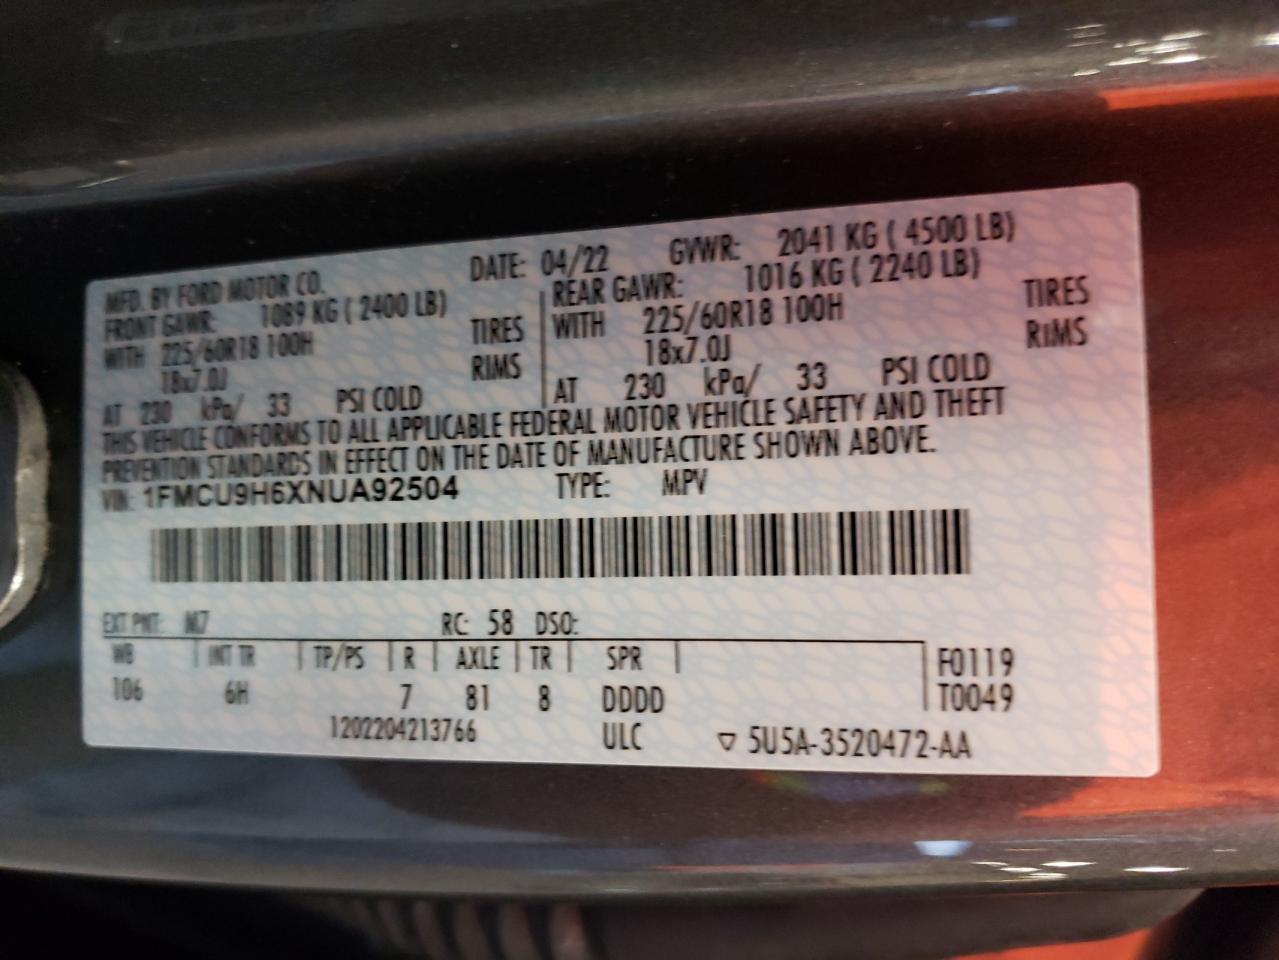 MFD. BY FORD MOTOR CO. DATE: 04/22 GVWR: 2041 KG ( 4500 LB)
FRONT GAWR: 1089 KG ( 2400 LB) REAR GAWR: 1016 KG ( 2240 LB)
WITH 225/60R18 100H TIRES WITH 225/60R18 100H TIRES
18x7.0J RIMS 18x7.0J RIMS
AT 230 kPa/ 33 PSI COLD AT 230 kPa/ 33 PSI COLD
THIS VEHICLE CONFORMS TO ALL APPLICABLE FEDERAL MOTOR VEHICLE SAFETY AND THEFT
PREVENTION STANDARDS IN EFFECT ON THE DATE OF MANUFACTURE SHOWN ABOVE.
VIN: 1FMCU9H6XNUA92504 TYPE: MPV
EXT PNT: M7 RC: 58 DSO:
WB INT TR TP/PS R AXLE TR SPR F0119
106 6H 7 81 8 DDDD T0049
1202204213766 ULC ▽ 5U5A-3520472-AA